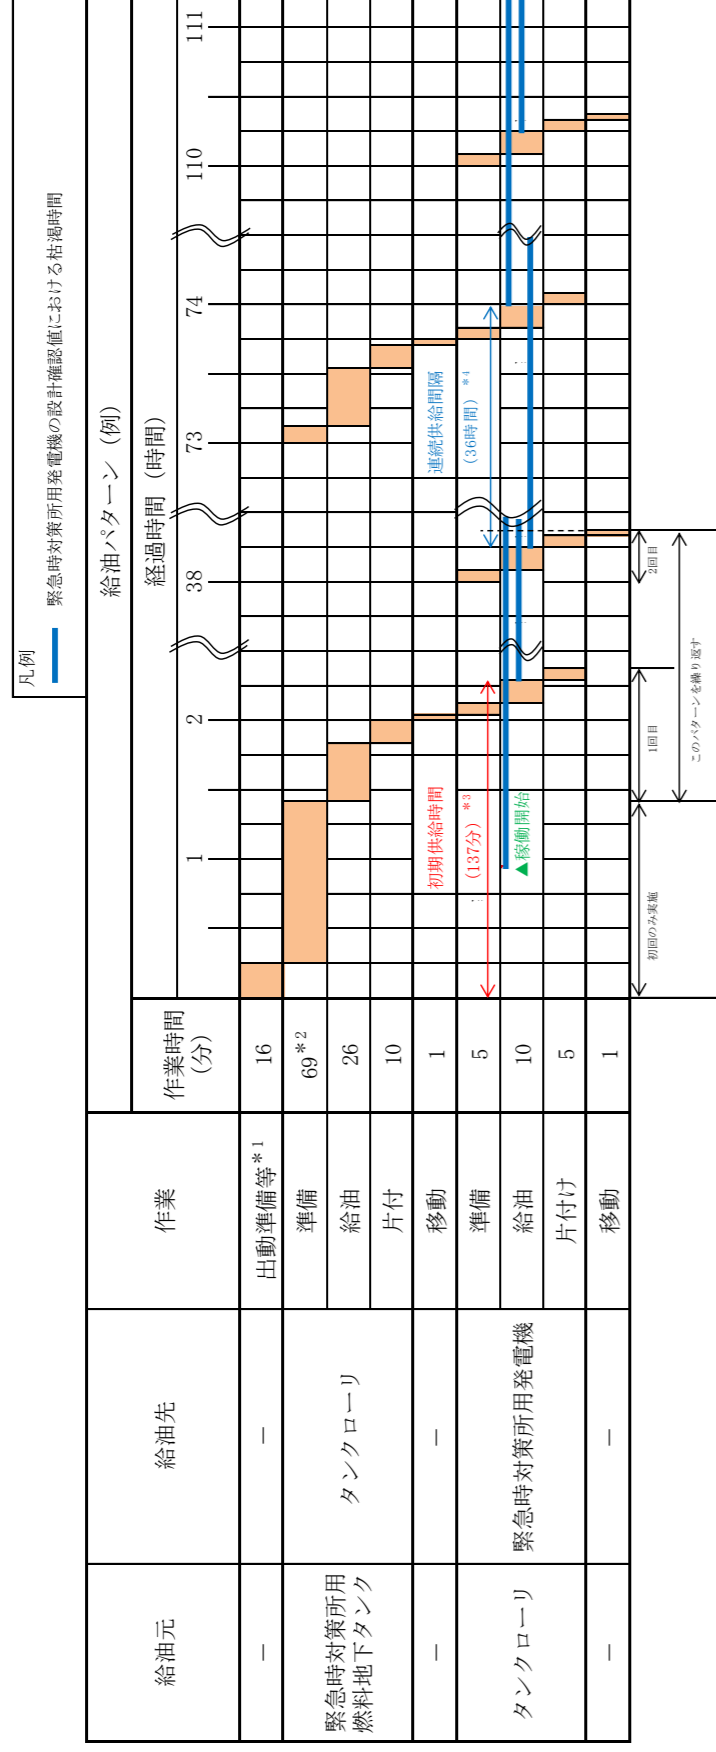 凡例
緊急時対策所用発電機の設計確認値における枯渇時間
給油元
給油先
作業
作業時間
(分)
給油パターン (例)
経過時間 (時間)
1
2
38
73
74
110
111
－
－
出動準備等*1
16
緊急時対策所用
燃料地下タンク
タンクローリ
準備
69*2
給油
26
片付
10
－
－
移動
1
初期供給時間
(137分) *3
連続供給間隔
(36時間) *4
タンクローリ
緊急時対策所用発電機
準備
5
給油
10
▲稼働開始
片付け
5
－
－
移動
1
初回のみ実施
1回目
2回目
このパターンを繰り返す